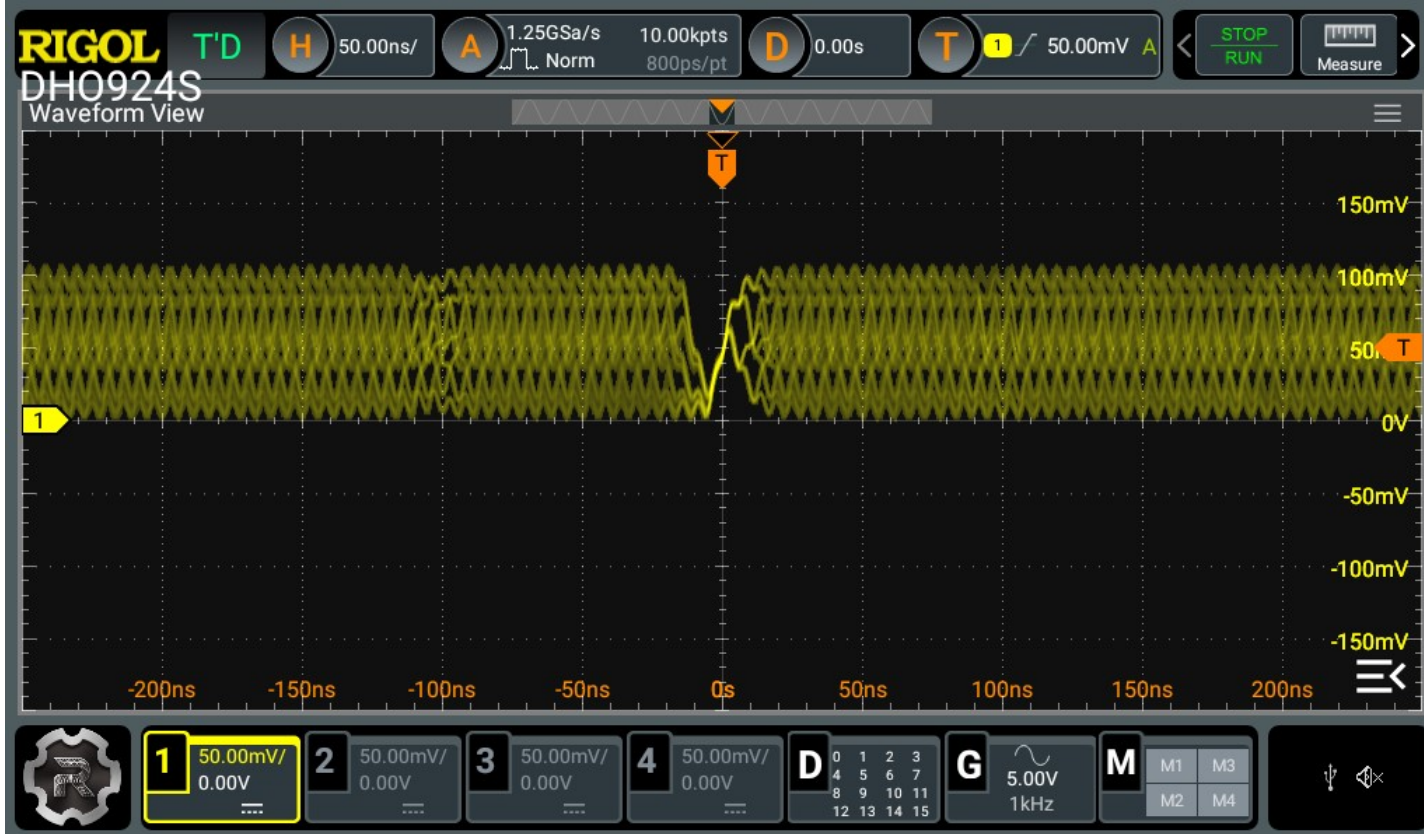 RIGOL T'D H 50.00ns/ A 1.25GSa/s 10.00kpts D 0.00s T 1 50.00mV A STOP
Norm 800ps/pt RUN Measure
DHO924S
Waveform View
T
150mV
100mV
50 T
1 0V
-50mV
-100mV
-150mV
-200ns -150ns -100ns -50ns 0s 50ns 100ns 150ns 200ns
1 50.00mV/ 2 50.00mV/ 3 50.00mV/ 4 50.00mV/ D 0 1 2 3 G 5.00V M M1 M3
0.00V 0.00V 0.00V 0.00V 4 5 6 7 1kHz M2 M4
8 9 10 11
12 13 14 15
R